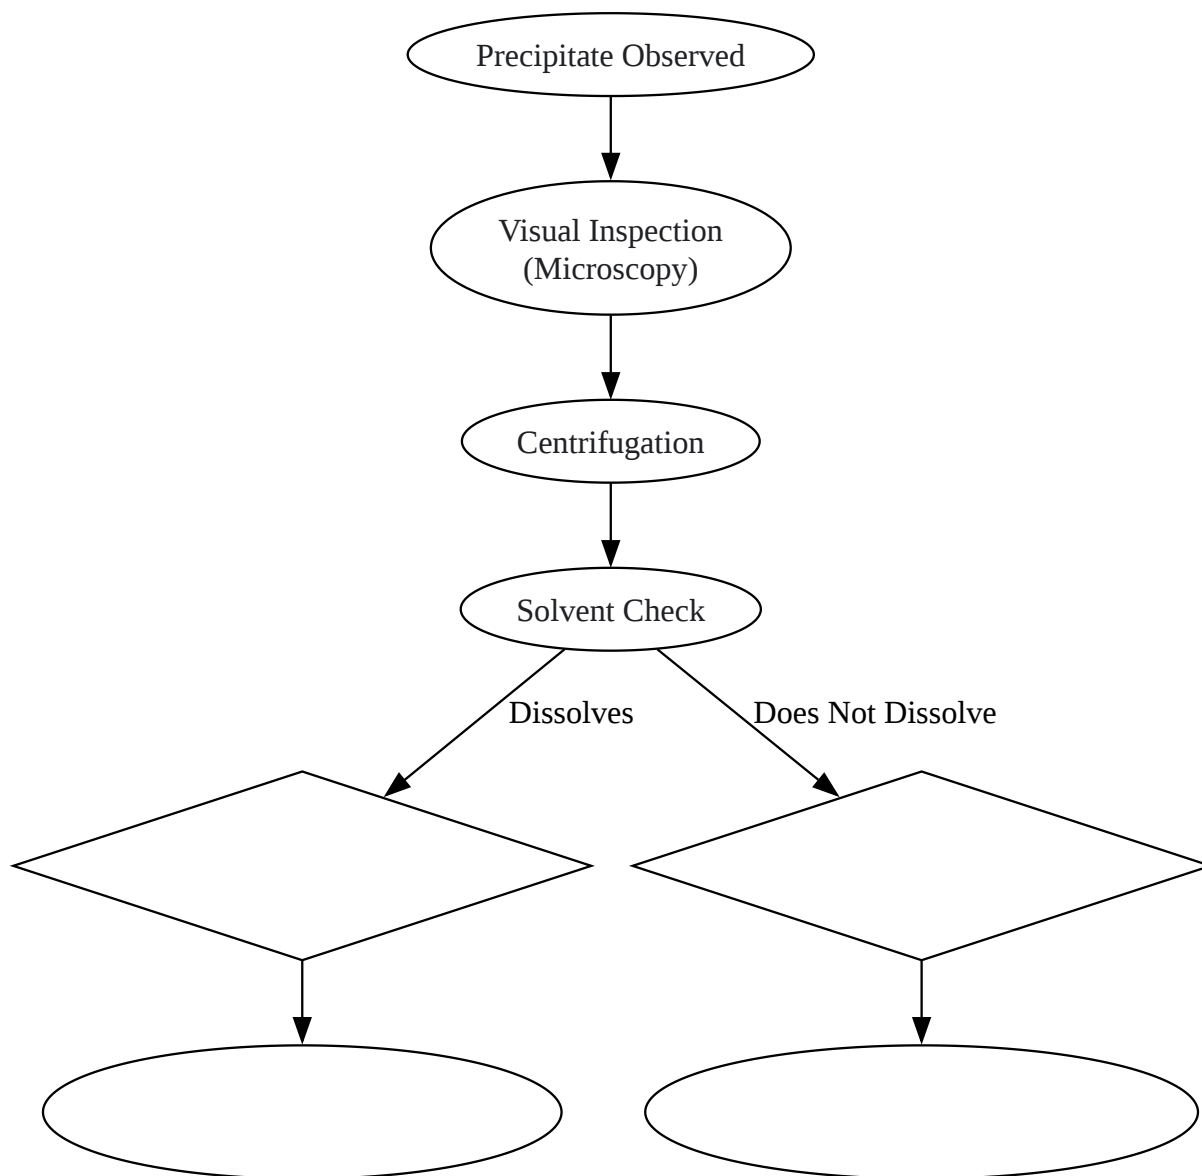 Precipitate Observed
Visual Inspection
(Microscopy)
Centrifugation
Solvent Check
Dissolves
Does Not Dissolve